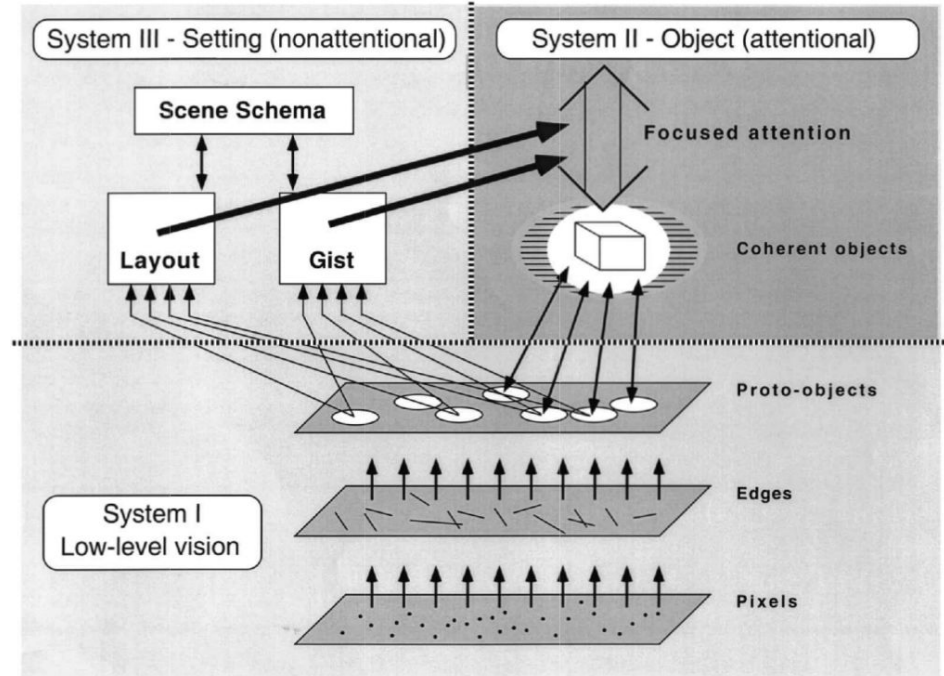 System III - Setting (nonattentional)
System II - Object (attentional)
Scene Schema
Focused attention
Layout
Gist
Coherent objects
Proto-objects
Edges
System I
Low-level vision
Pixels